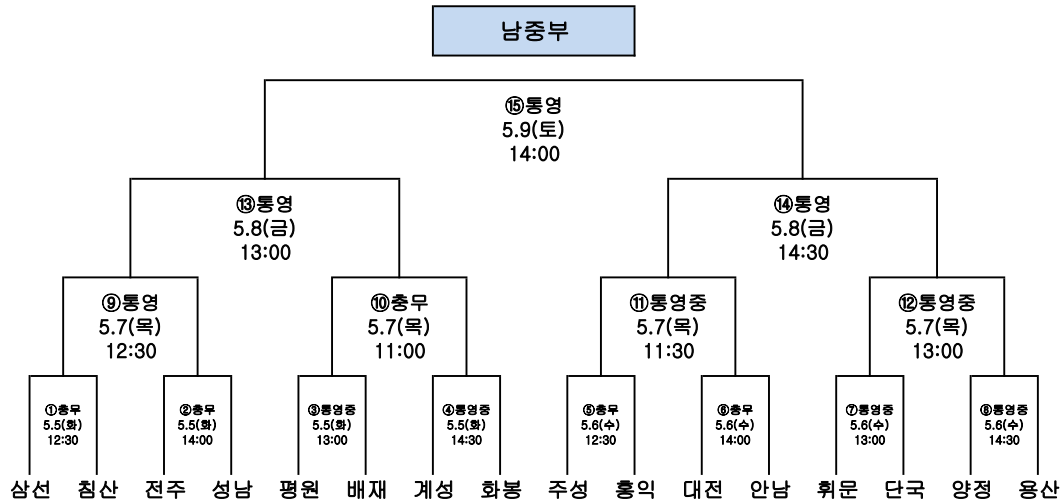 남중부
⑮통영
5.9(토)
14:00
⑬통영
5.8(금)
13:00
⑭통영
5.8(금)
14:30
⑨통영
5.7(목)
12:30
⑩충무
5.7(목)
11:00
⑪통영중
5.7(목)
11:30
⑫통영중
5.7(목)
13:00
①충무
5.5(화)
12:30
②충무
5.5(화)
14:00
③통영중
5.5(화)
13:00
④통영중
5.5(화)
14:30
⑤충무
5.6(수)
12:30
⑥충무
5.6(수)
14:00
⑦통영중
5.6(수)
13:00
⑧통영중
5.6(수)
14:30
삼선 침산 전주 성남 평원 배재 계성 화봉 주성 홍익 대전 안남 휘문 단국 양정 용산